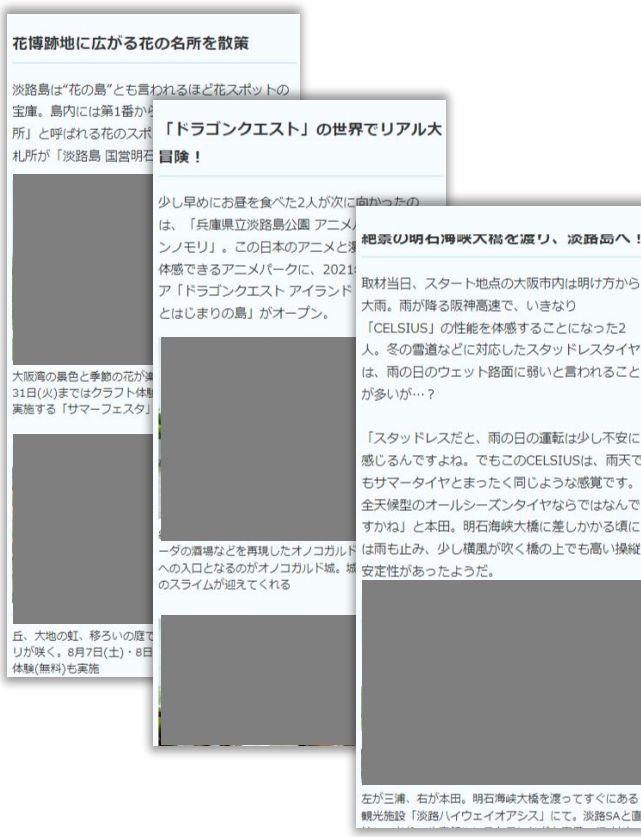 花博跡地に広がる花の名所を散策
淡路島は“花の島”とも言われるほど花スポットの
宝庫。島内には第1番から
所」と呼ばれる花のスポ
札所が「淡路島 国営明石
大阪湾の景色と季節の花が楽
31日(火)まではクラフト体験
実施する「サマーフェスタ」
丘、大地の虹、移ろいの庭で
リが咲く。8月7日(土)・8日
体験(無料)も実施
「ドラゴンクエスト」の世界でリアル大
冒険！
少し早めにお昼を食べた2人が次に向かったの
は、「兵庫県立淡路島公園 アニメ
ンノモリ」。この日本のアニメと漫
体感できるアニメパークに、2021
ア「ドラゴンクエスト アイランド
とはじまりの島」がオープン。
ーダの酒場などを再現したオノコガルド
への入口となるのがオノコガルド城。城
のスライムが迎えてくれる
絶景の明石海峡大橋を渡り、淡路島へ！
取材当日、スタート地点の大阪市内は明け方から
大雨。雨が降る阪神高速で、いきなり
「CELSIUS」の性能を体感することになった2
人。冬の雪道などに対応したスタッドレスタイヤ
は、雨の日のウェット路面に弱いと言われること
が多いが…？
「スタッドレスだと、雨の日の運転は少し不安に
感じるんですよね。でもこのCELSIUSは、雨天で
もサマータイヤとまったく同じような感覚です。
全天候型のオールシーズンタイヤならではなんで
すかね」と本田。明石海峡大橋に差しかかる頃に
は雨も止み、少し横風が吹く橋の上でも高い操縦
安定性があったようだ。
左が三浦、右が本田。明石海峡大橋を渡ってすぐにある
観光施設「淡路ハイウェイオアシス」にて。淡路SAと直